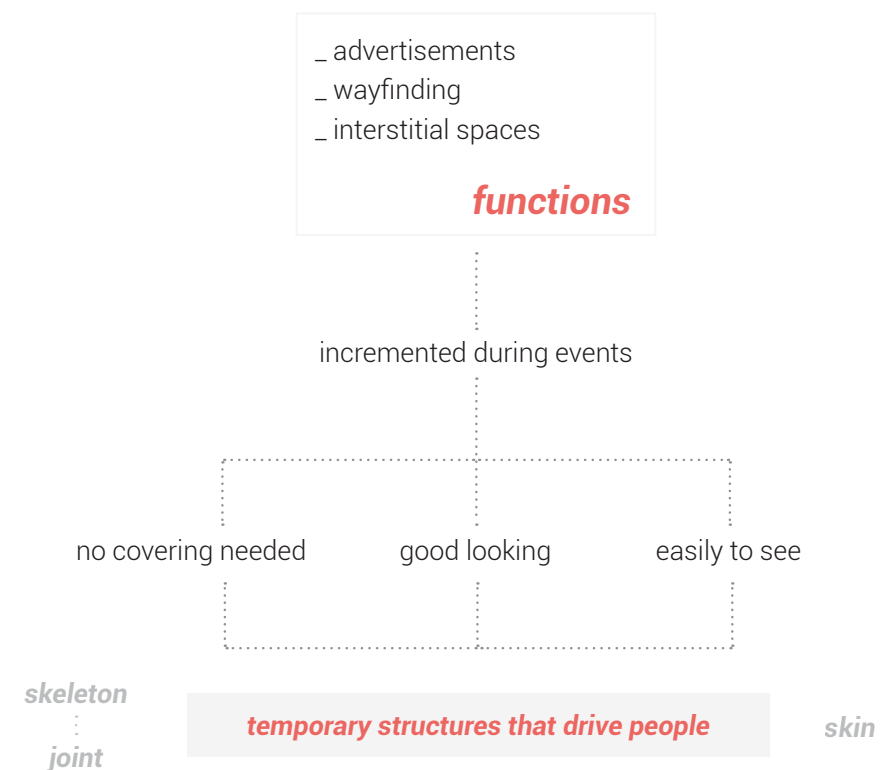 _ advertisements
_ wayfinding
_ interstitial spaces
functions
incremented during events
no covering needed
good looking
easily to see
skeleton
joint
temporary structures that drive people
skin